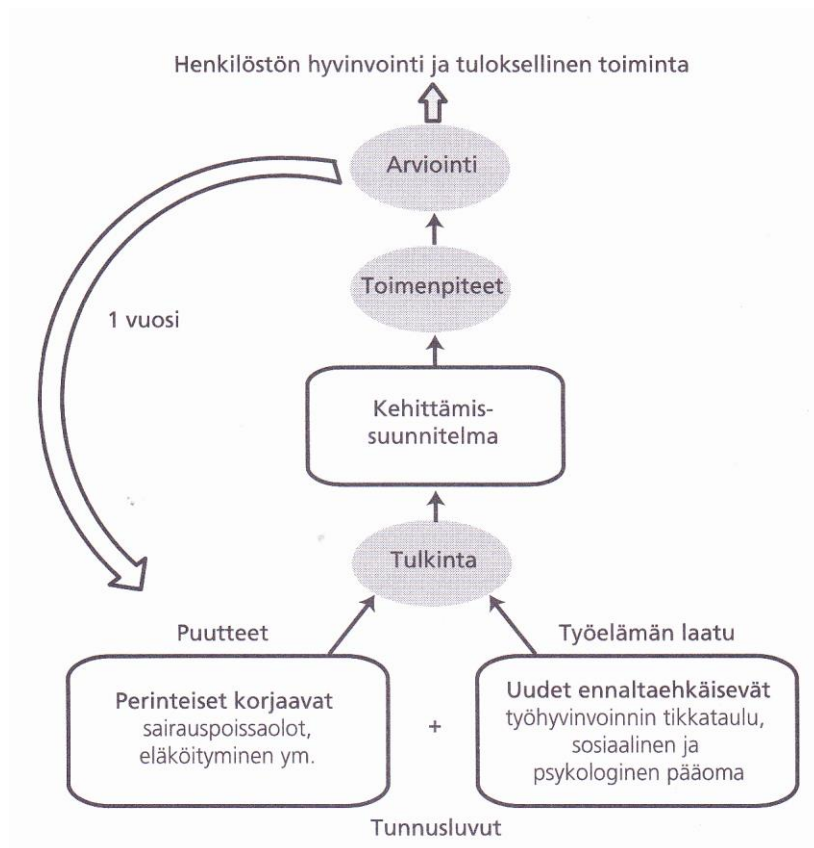 Henkilöstön hyvinvointi ja tuloksellinen toiminta
Arviointi
Toimenpiteet
1 vuosi
Kehittämis-
suunnitelma
Tulkinta
Puutteet
Työelämän laatu
Perinteiset korjaavat
sairauspoissaolot,
eläköityminen ym.
+
Uudet ennaltaehkäisevät
työhyvinvoinnin tikkataulu,
sosiaalinen ja
psykologinen pääoma
Tunnusluvut